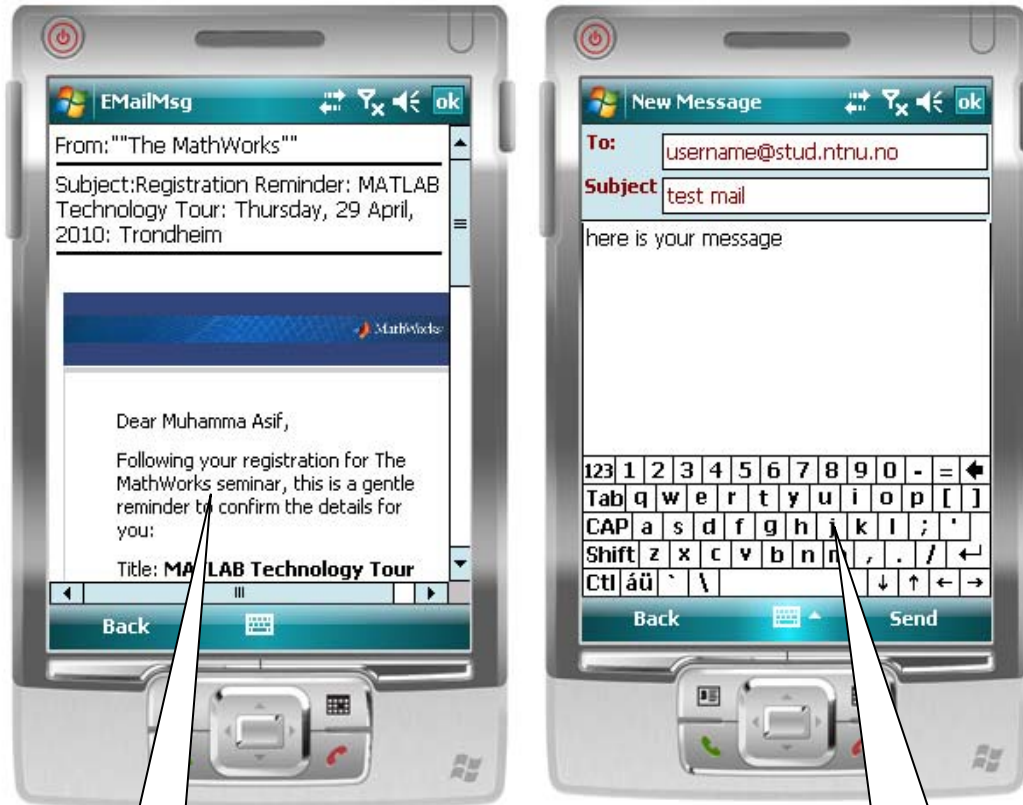 EMailMsg
ok
From:""The MathWorks""
Subject:Registration Reminder: MATLAB
Technology Tour: Thursday, 29 April,
2010: Trondheim
MathWorks
Dear Muhamma Asif,
Following your registration for The
MathWorks seminar, this is a gentle
reminder to confirm the details for
you:
Title: MATLAB Technology Tour
Back
New Message
ok
To: username@stud.ntnu.no
Subject test mail
here is your message
123 1 2 3 4 5 6 7 8 9 0 - =
Tab q w e r t y u i o p [ ]
CAP a s d f g h j k l ; '
Shift z x c v b n m , . /
Ctl áü ` \
Back Send